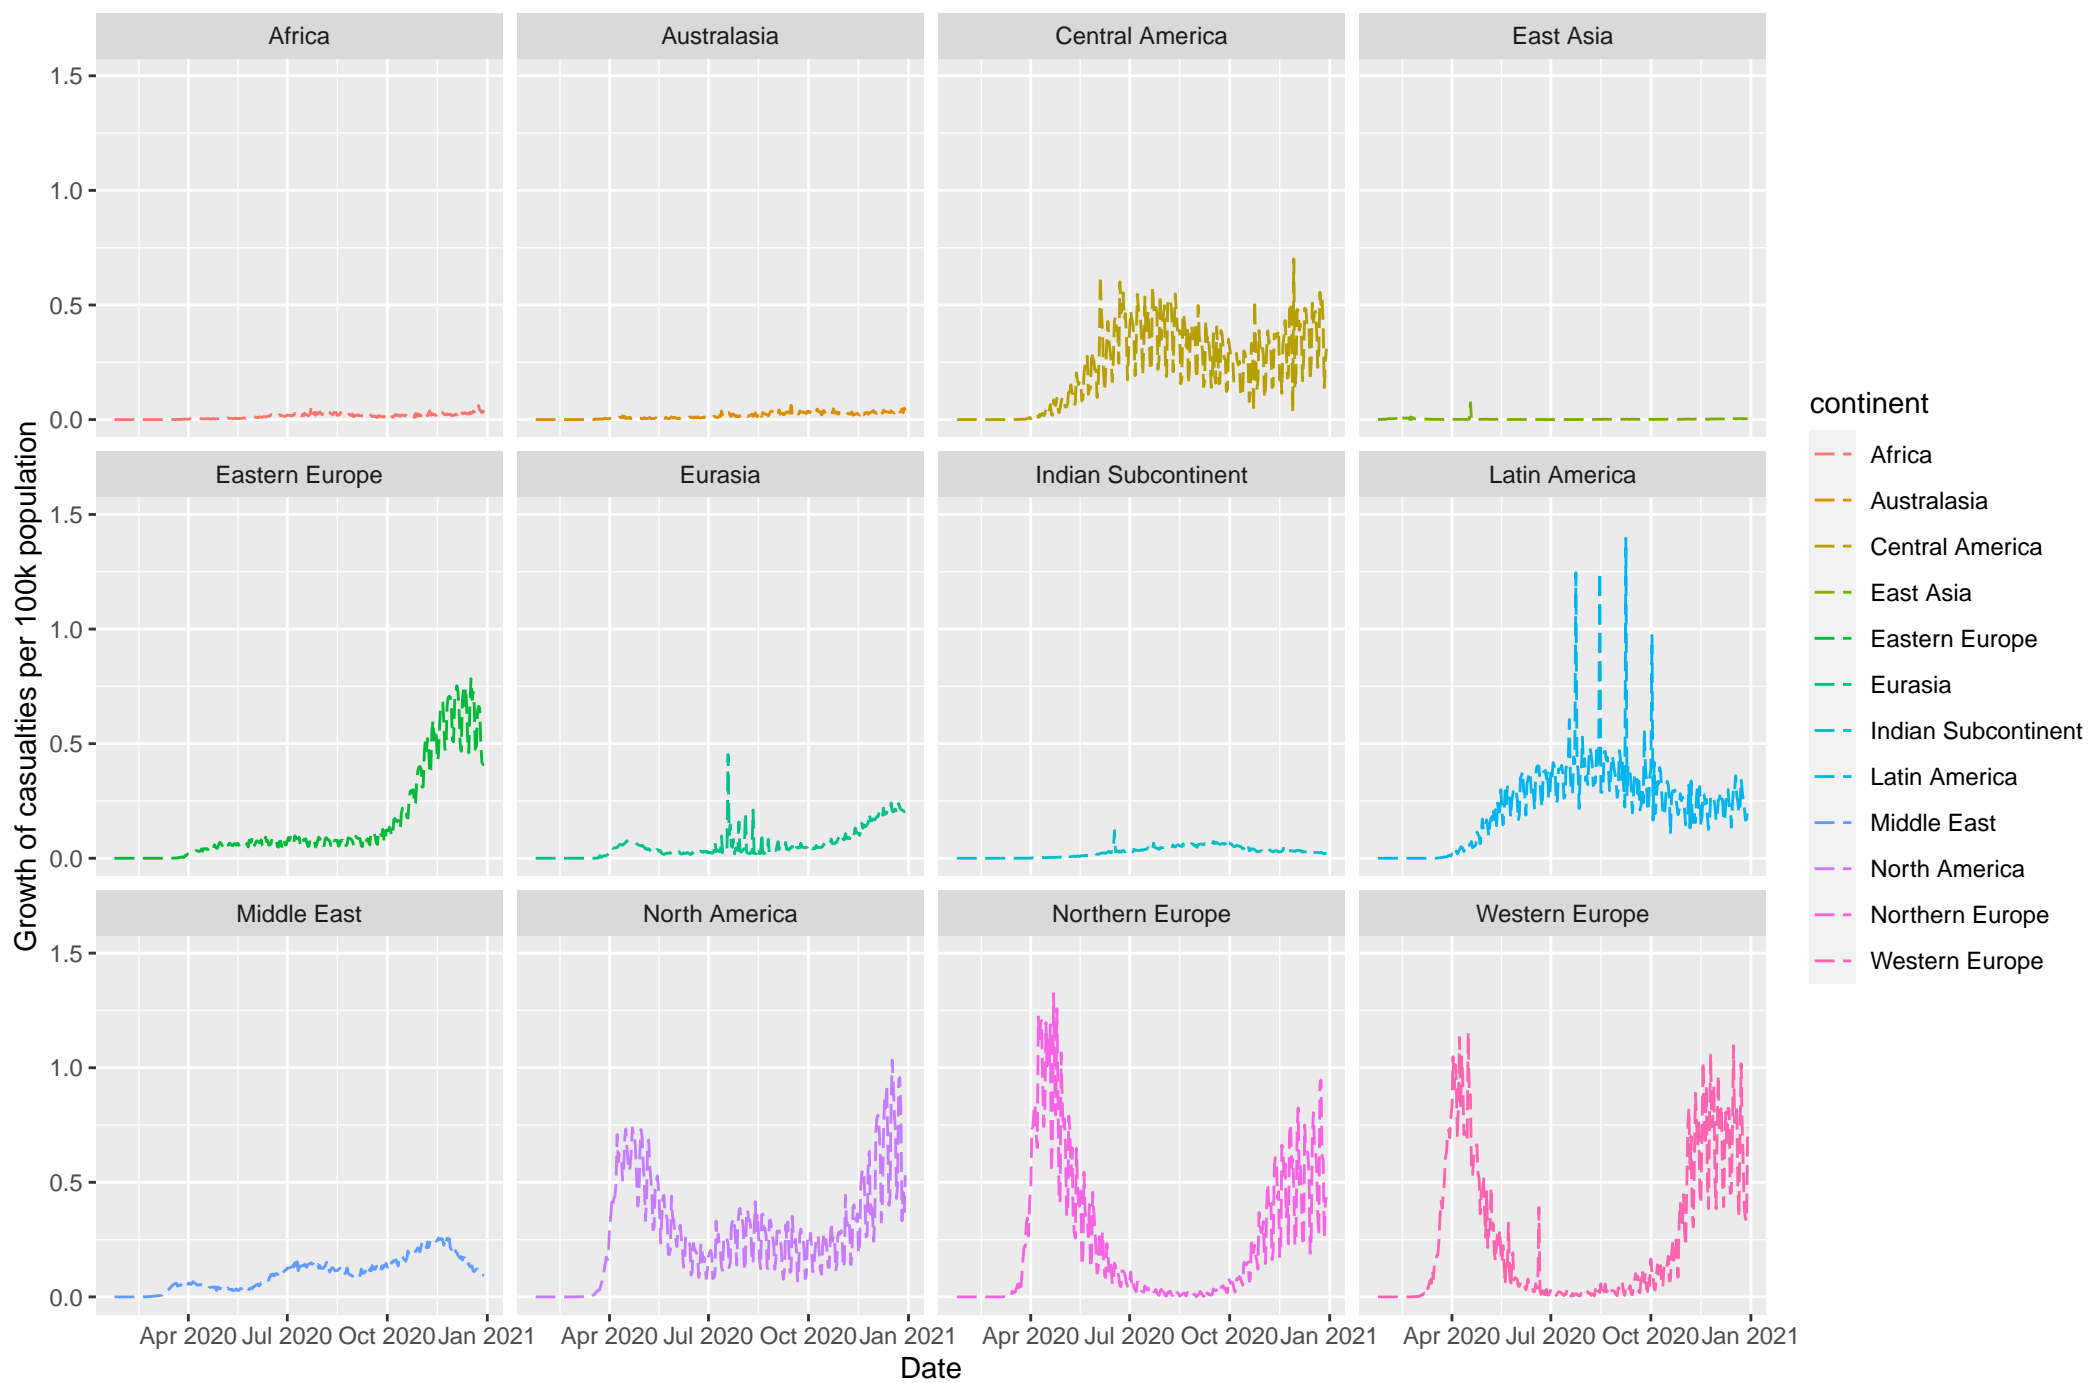 Africa
Australasia
Central America
East Asia
1.5
1.0
0.5
0.0
Eastern Europe
Eurasia
Indian Subcontinent
Latin America
1.5
1.0
0.5
0.0
Middle East
North America
Northern Europe
Western Europe
1.5
1.0
0.5
0.0
Apr 2020 Jul 2020 Oct 2020 Jan 2021
Apr 2020 Jul 2020 Oct 2020 Jan 2021
Apr 2020 Jul 2020 Oct 2020 Jan 2021
Apr 2020 Jul 2020 Oct 2020 Jan 2021
Date
Growth of casualties per 100k population
continent
Africa
Australasia
Central America
East Asia
Eastern Europe
Eurasia
Indian Subcontinent
Latin America
Middle East
North America
Northern Europe
Western Europe